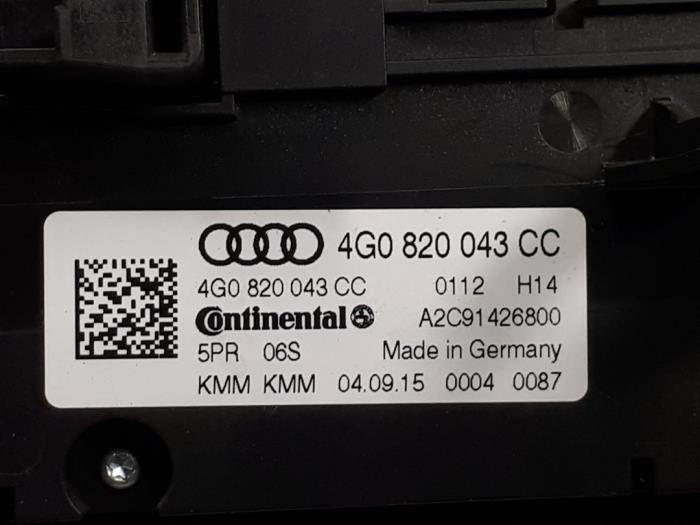 4G0 820 043 CC
4G0 820 043 CC 0112 H14
Continental A2C91426800
5PR 06S Made in Germany
KMM KMM 04.09.15 0004 0087